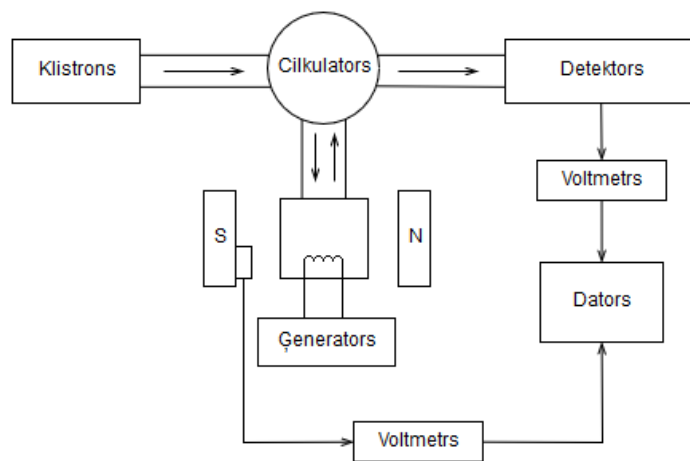 Klistrons
Cilkulators
Detektors
Voltmetrs
S
N
Dators
Ģenerators
Voltmetrs